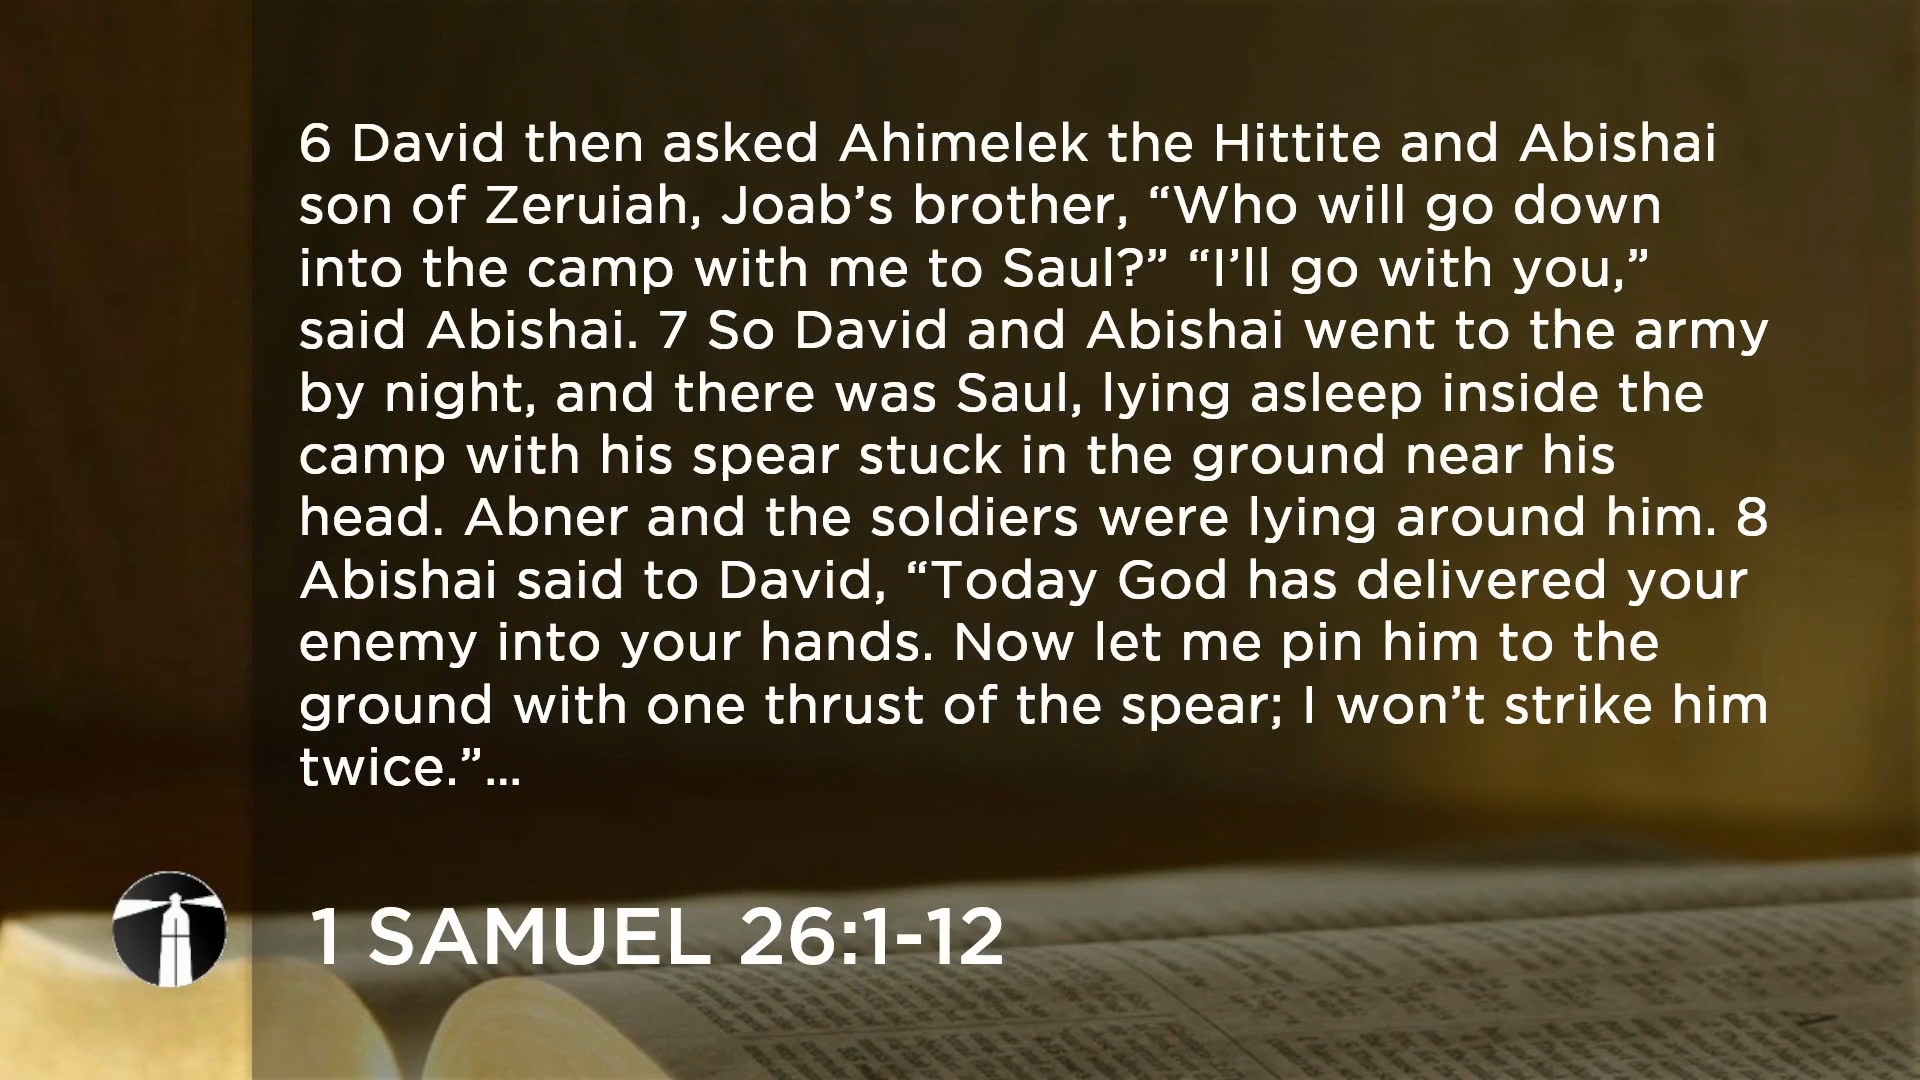 6 David then asked Ahimelek the Hittite and Abishai
son of Zeruiah, Joab’s brother, “Who will go down
into the camp with me to Saul?” “I’ll go with you,”
said Abishai. 7 So David and Abishai went to the army
by night, and there was Saul, lying asleep inside the
camp with his spear stuck in the ground near his
head. Abner and the soldiers were lying around him. 8
Abishai said to David, “Today God has delivered your
enemy into your hands. Now let me pin him to the
ground with one thrust of the spear; I won’t strike him
twice.”...
1 SAMUEL 26:1-12